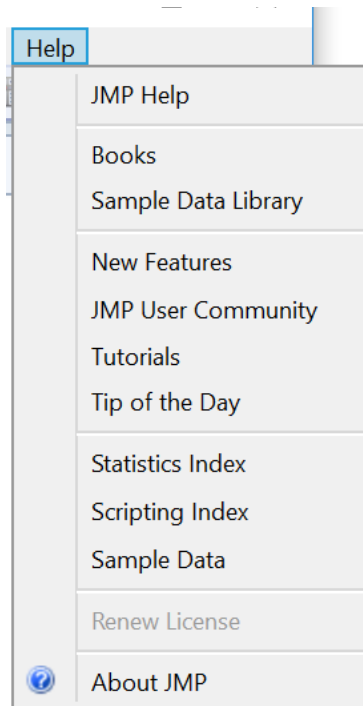 Help
JMP Help
Books
Sample Data Library
New Features
JMP User Community
Tutorials
Tip of the Day
Statistics Index
Scripting Index
Sample Data
Renew License
About JMP